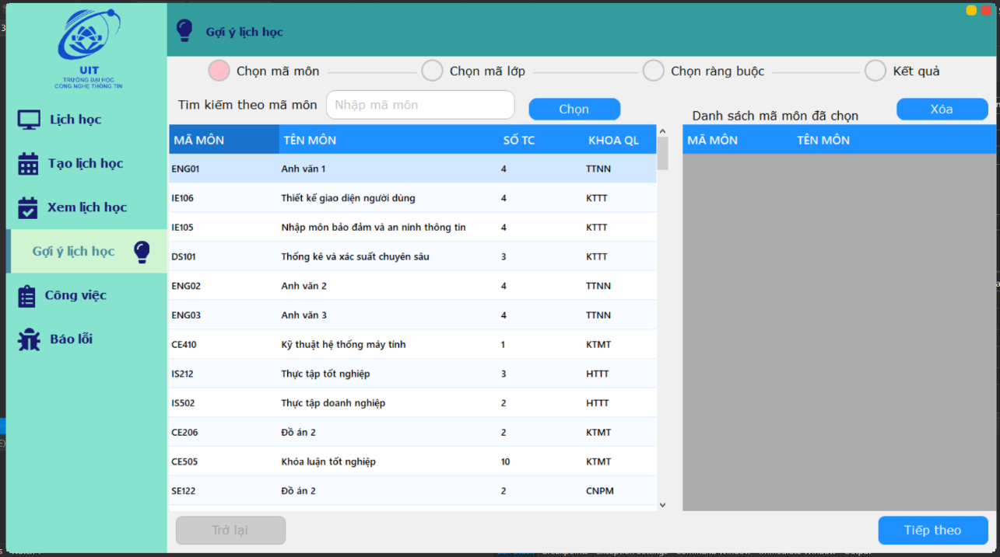 UIT
TRƯỜNG ĐẠI HỌC
CÔNG NGHỆ THÔNG TIN
Lịch học
Tạo lịch học
Xem lịch học
Gợi ý lịch học
Công việc
Báo lỗi
Gợi ý lịch học
Chọn mã môn Chọn mã lớp Chọn ràng buộc Kết quả
Tìm kiếm theo mã môn Nhập mã môn Chọn
Danh sách mã môn đã chọn Xóa
MÃ MÔN TÊN MÔN SỐ TC KHOA QL
ENG01 Anh văn 1 4 TTNN
IE106 Thiết kế giao diện người dùng 4 KTTT
IE105 Nhập môn bảo đảm và an ninh thông tin 4 KTTT
DS101 Thống kê và xác suất chuyên sâu 3 KTTT
ENG02 Anh văn 2 4 TTNN
ENG03 Anh văn 3 4 TTNN
CE410 Kỹ thuật hệ thống máy tính 1 KTMT
IS212 Thực tập tốt nghiệp 3 HTTT
IS502 Thực tập doanh nghiệp 2 HTTT
CE206 Đồ án 2 2 KTMT
CE505 Khóa luận tốt nghiệp 10 KTMT
SE122 Đồ án 2 2 CNPM
MÃ MÔN TÊN MÔN
Trở lại
Tiếp theo